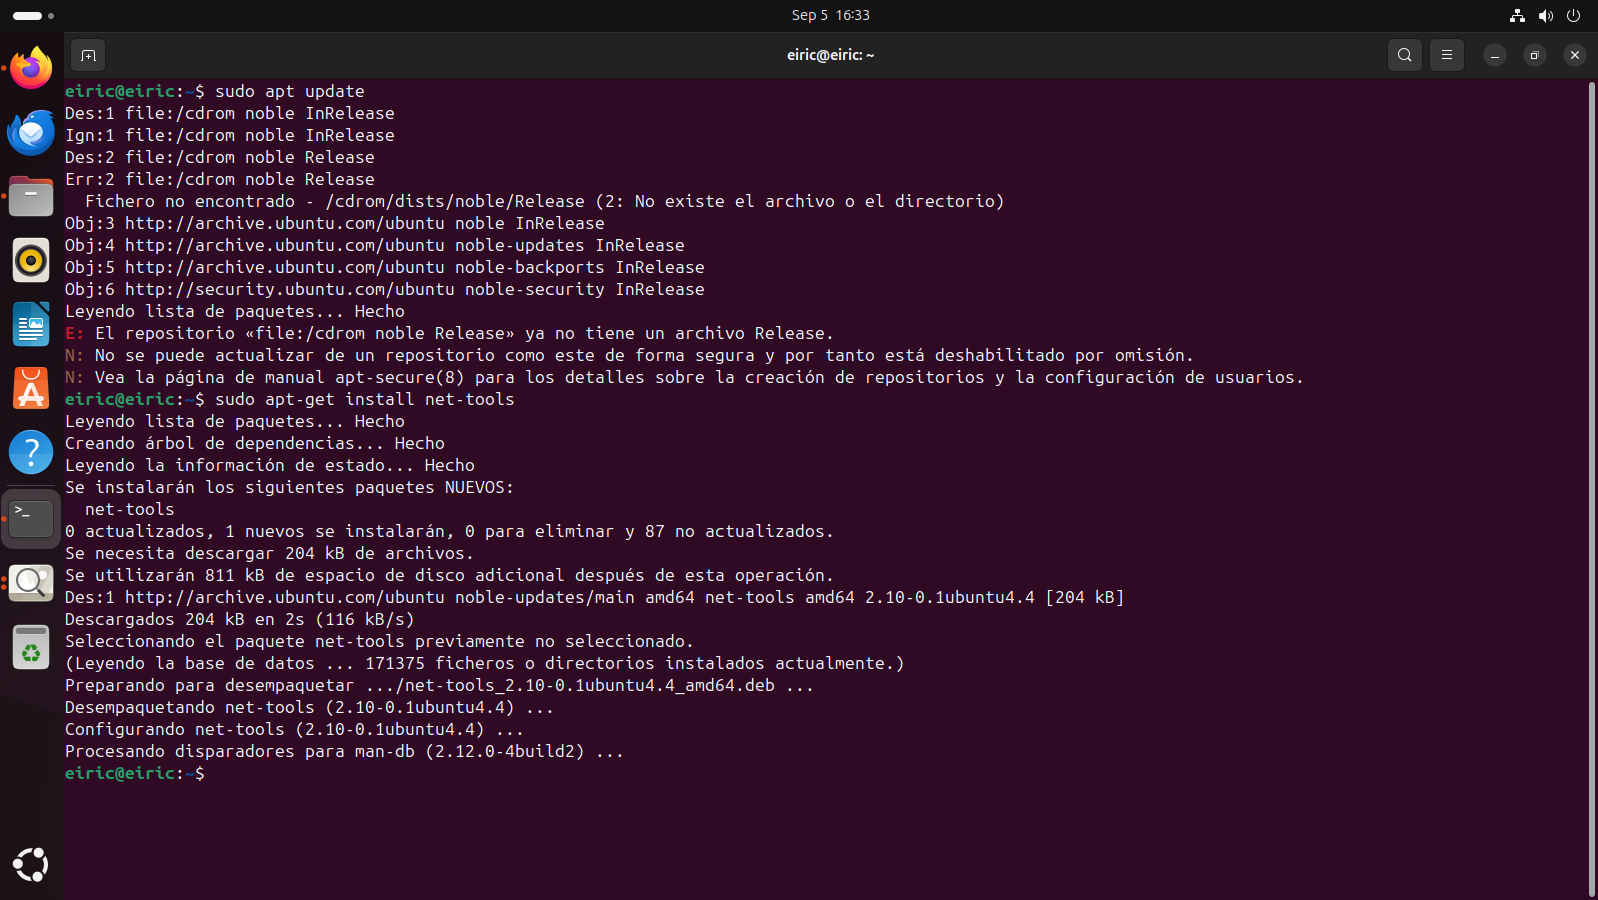 Sep 5 16:33
eiric@eiric: ~
eiric@eiric:~$ sudo apt update
Des:1 file:/cdrom noble InRelease
Ign:1 file:/cdrom noble InRelease
Des:2 file:/cdrom noble Release
Err:2 file:/cdrom noble Release
  Fichero no encontrado - /cdrom/dists/noble/Release (2: No existe el archivo o el directorio)
Obj:3 http://archive.ubuntu.com/ubuntu noble InRelease
Obj:4 http://archive.ubuntu.com/ubuntu noble-updates InRelease
Obj:5 http://archive.ubuntu.com/ubuntu noble-backports InRelease
Obj:6 http://security.ubuntu.com/ubuntu noble-security InRelease
Leyendo lista de paquetes... Hecho
E: El repositorio «file:/cdrom noble Release» ya no tiene un archivo Release.
N: No se puede actualizar de un repositorio como este de forma segura y por tanto está deshabilitado por omisión.
N: Vea la página de manual apt-secure(8) para los detalles sobre la creación de repositorios y la configuración de usuarios.
eiric@eiric:~$ sudo apt-get install net-tools
Leyendo lista de paquetes... Hecho
Creando árbol de dependencias... Hecho
Leyendo la información de estado... Hecho
Se instalarán los siguientes paquetes NUEVOS:
  net-tools
0 actualizados, 1 nuevos se instalarán, 0 para eliminar y 87 no actualizados.
Se necesita descargar 204 kB de archivos.
Se utilizarán 811 kB de espacio de disco adicional después de esta operación.
Des:1 http://archive.ubuntu.com/ubuntu noble-updates/main amd64 net-tools amd64 2.10-0.1ubuntu4.4 [204 kB]
Descargados 204 kB en 2s (116 kB/s)
Seleccionando el paquete net-tools previamente no seleccionado.
(Leyendo la base de datos ... 171375 ficheros o directorios instalados actualmente.)
Preparando para desempaquetar .../net-tools_2.10-0.1ubuntu4.4_amd64.deb ...
Desempaquetando net-tools (2.10-0.1ubuntu4.4) ...
Configurando net-tools (2.10-0.1ubuntu4.4) ...
Procesando disparadores para man-db (2.12.0-4build2) ...
eiric@eiric:~$